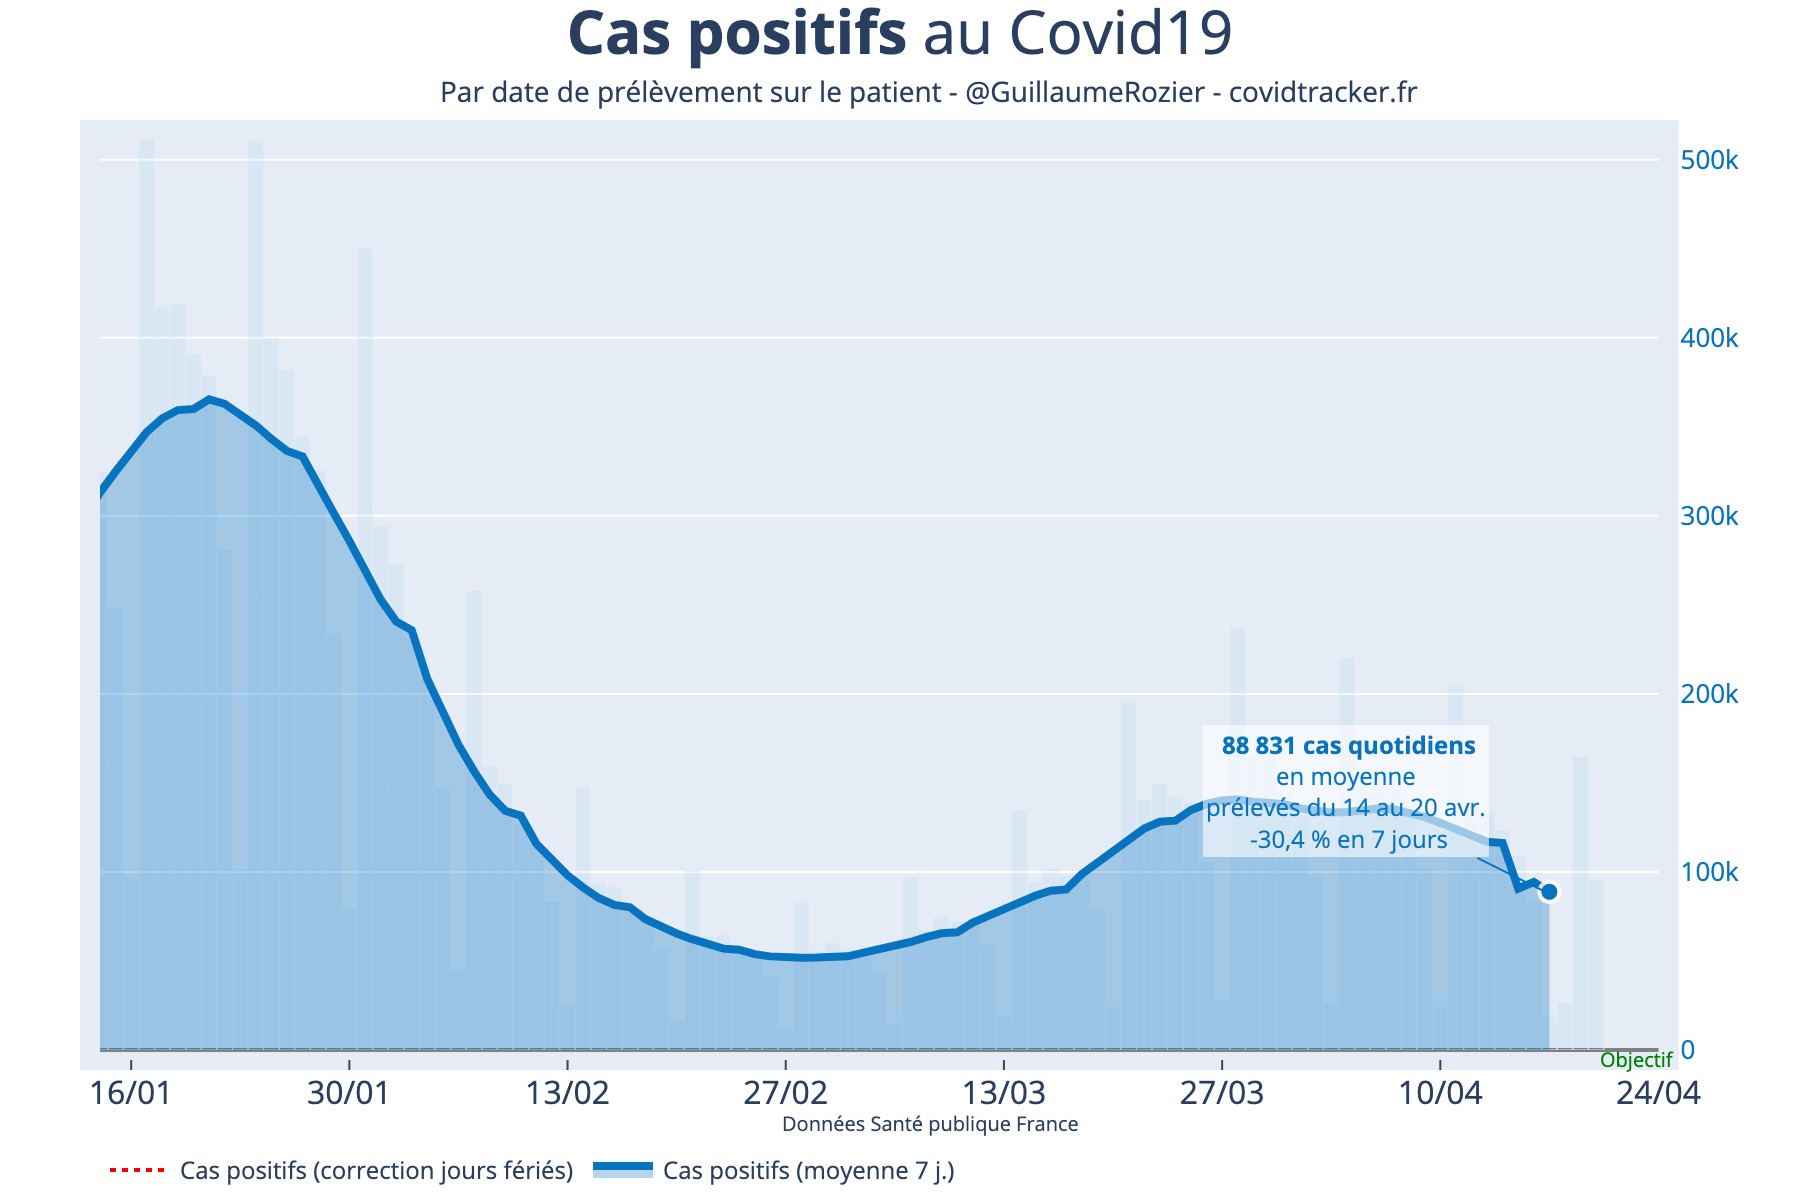 Cas positifs au Covid19
Par date de prélèvement sur le patient - @GuillaumeRozier - covidtracker.fr
500k
400k
300k
200k
100k
0
88 831 cas quotidiens
en moyenne
prélevés du 14 au 20 avr.
-30,4 % en 7 jours
Objectif
16/01 30/01 13/02 27/02 13/03 27/03 10/04 24/04
Données Santé publique France
Cas positifs (correction jours fériés) Cas positifs (moyenne 7 j.)